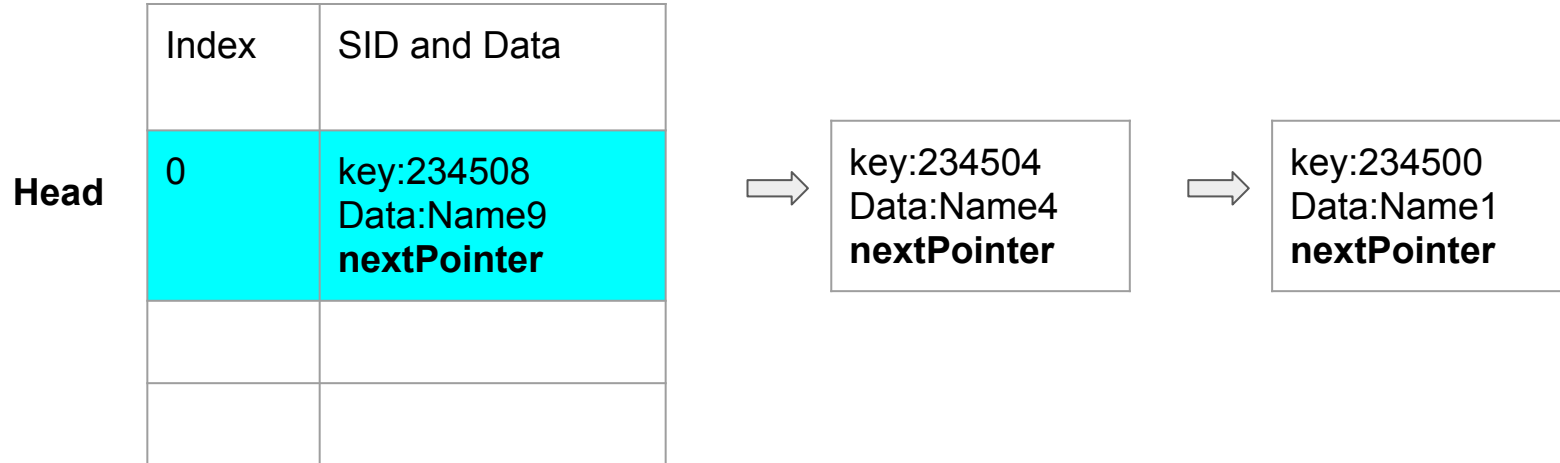 Index
SID and Data
Head
0
key:234508
Data:Name9
nextPointer
key:234504
Data:Name4
nextPointer
key:234500
Data:Name1
nextPointer